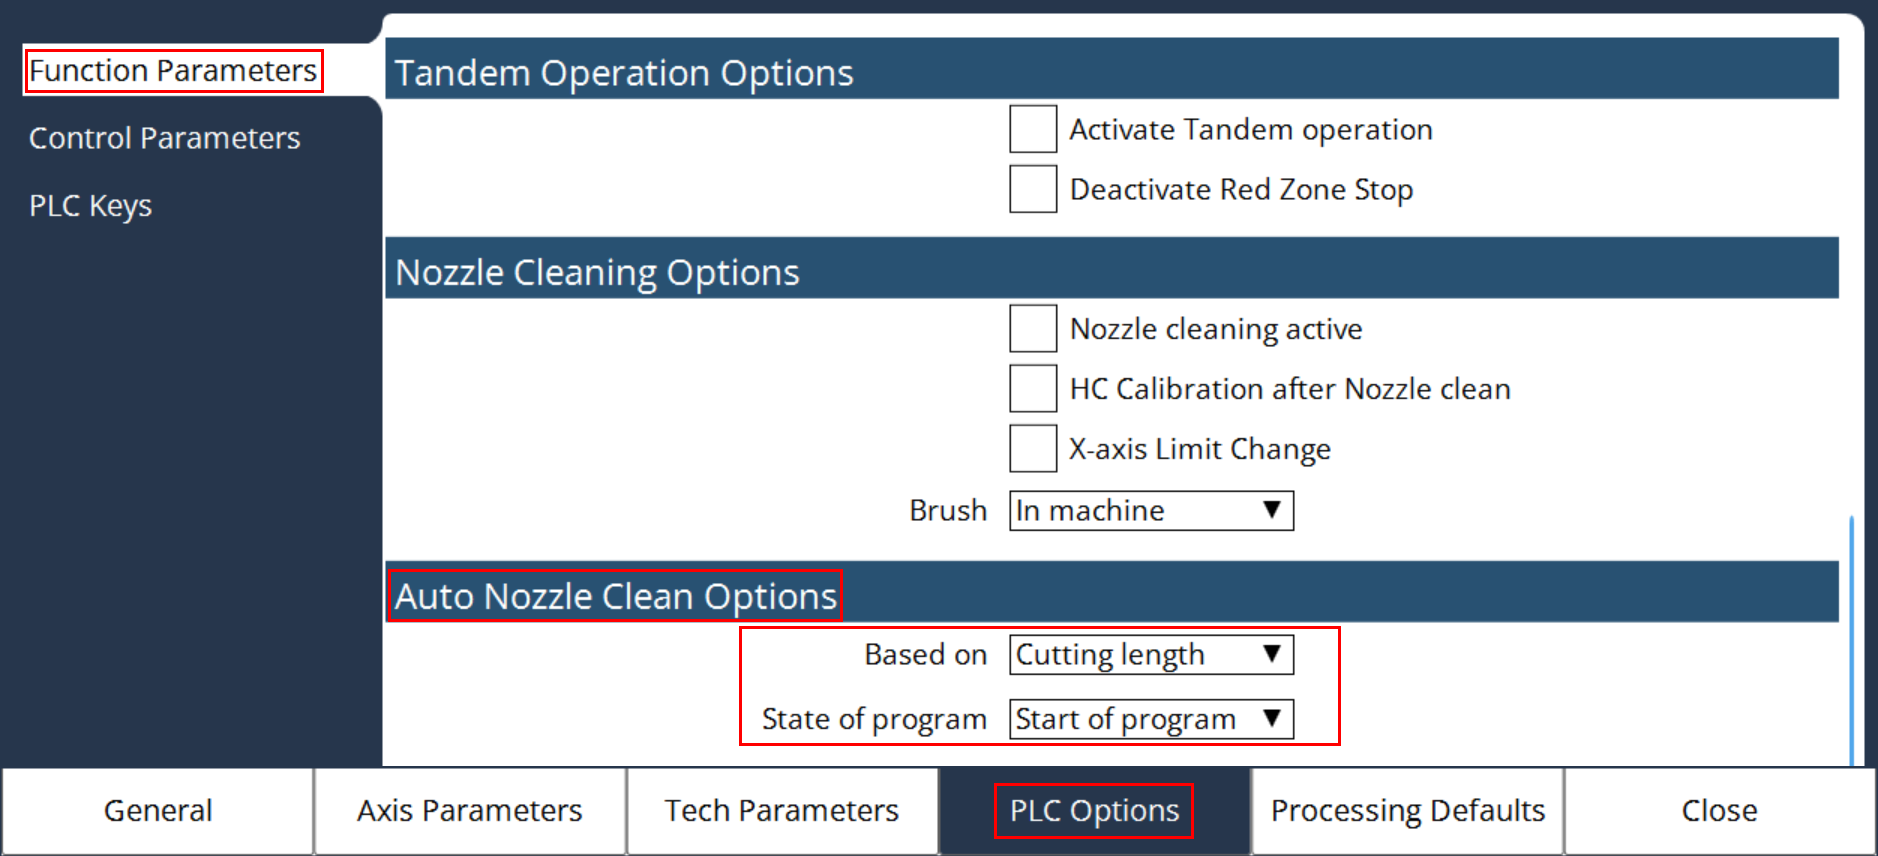 Function Parameters
Control Parameters
PLC Keys
Tandem Operation Options
Activate Tandem operation
Deactivate Red Zone Stop
Nozzle Cleaning Options
Nozzle cleaning active
HC Calibration after Nozzle clean
X-axis Limit Change
Brush In machine
Auto Nozzle Clean Options
Based on Cutting length
State of program Start of program
General Axis Parameters Tech Parameters PLC Options Processing Defaults Close